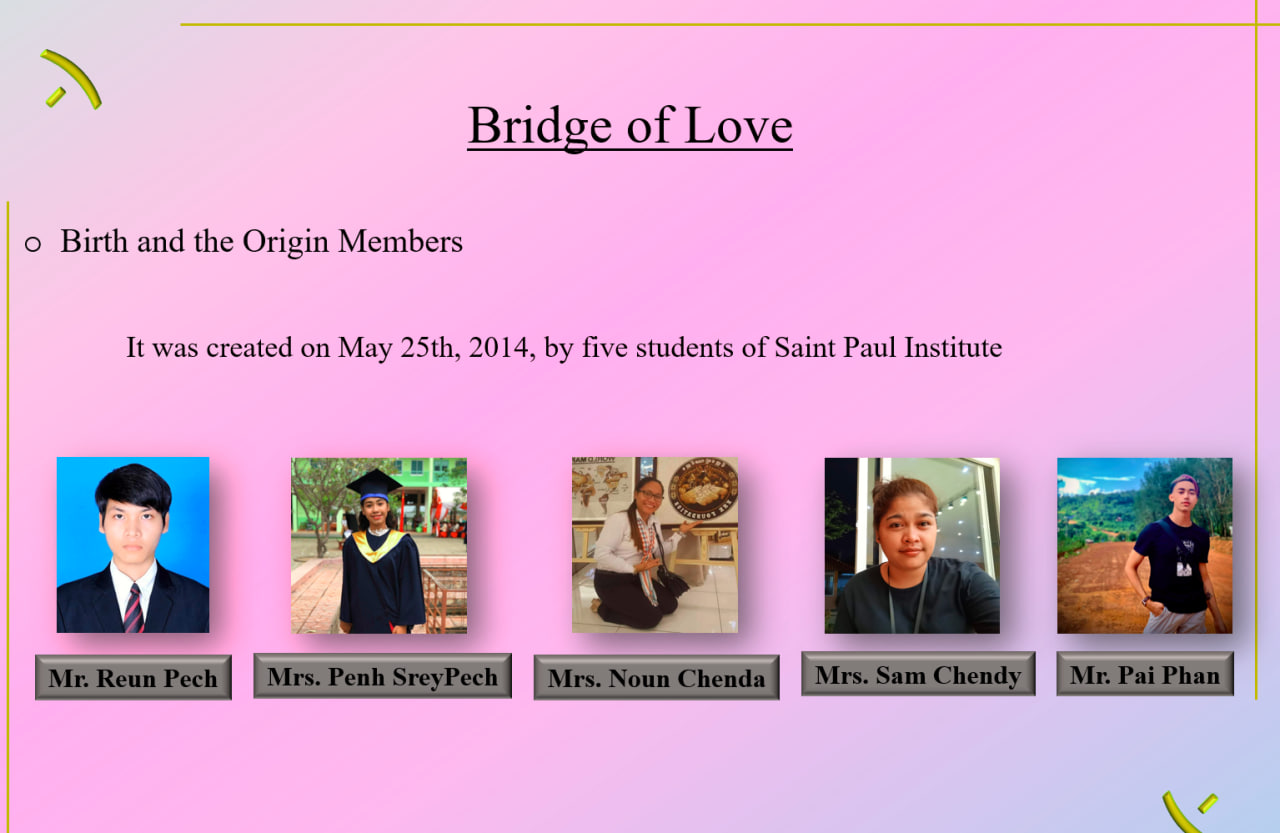 Bridge of Love
o Birth and the Origin Members
It was created on May 25th, 2014, by five students of Saint Paul Institute
Mr. Reun Pech
Mrs. Penh SreyPech
Mrs. Noun Chenda
Mrs. Sam Chendy
Mr. Pai Phan